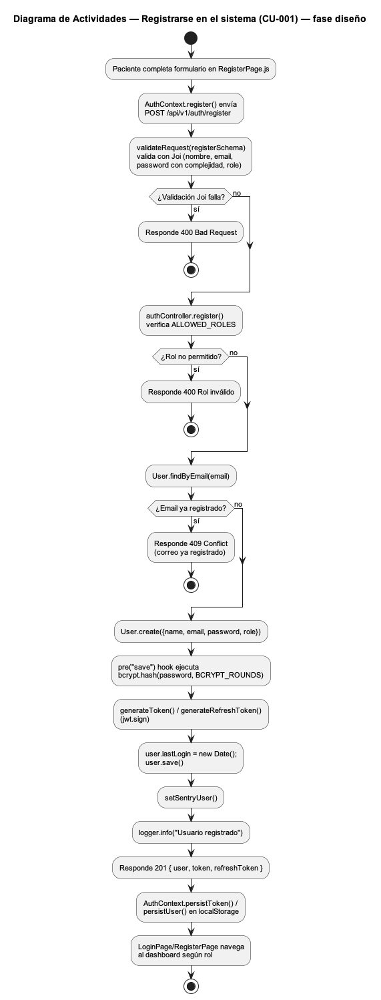 Diagrama de Actividades — Registrarse en el sistema (CU-001) — fase diseño
Paciente completa formulario en RegisterPage.js
AuthContext.register() envía
POST /api/v1/auth/register
validateRequest(registerSchema)
valida con Joi (nombre, email,
password con complejidad, role)
¿Validación Joi falla?
no
sí
Responde 400 Bad Request
authController.register()
verifica ALLOWED_ROLES
¿Rol no permitido?
no
sí
Responde 400 Rol inválido
User.findByEmail(email)
¿Email ya registrado?
no
sí
Responde 409 Conflict
(correo ya registrado)
User.create({name, email, password, role})
pre("save") hook ejecuta
bcrypt.hash(password, BCRYPT_ROUNDS)
generateToken() / generateRefreshToken()
(jwt.sign)
user.lastLogin = new Date();
user.save()
setSentryUser()
logger.info("Usuario registrado")
Responde 201 { user, token, refreshToken }
AuthContext.persistToken() /
persistUser() en localStorage
LoginPage/RegisterPage navega
al dashboard según rol